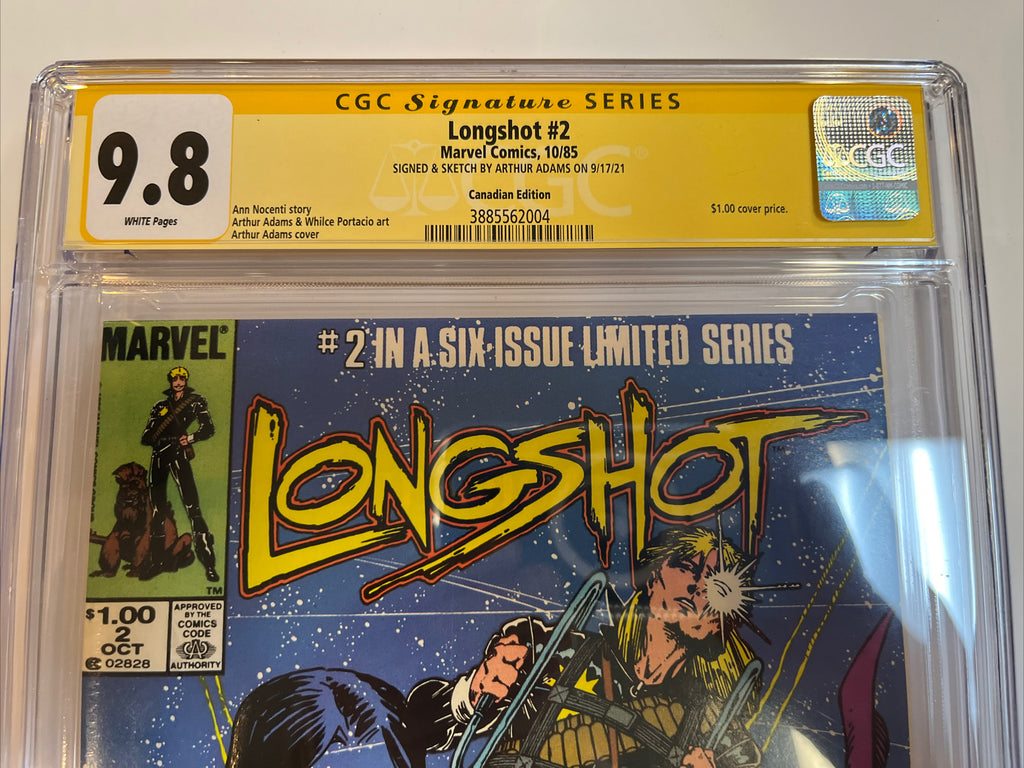 CGC Signature SERIES
Longshot #2
Marvel Comics, 10/85
SIGNED & SKETCH BY ARTHUR ADAMS ON 9/17/21
Canadian Edition
3885562004
9.8
WHITE Pages
Ann Nocenti story
Arthur Adams & Whilce Portacio art
Arthur Adams cover
$1.00 cover price.
CGC
CGC
MARVEL®
#2 IN A SIX-ISSUE LIMITED SERIES
LONGSHOT
TM
$1.00
2
OCT
02828
APPROVED
BY THE
COMICS
CODE
AUTHORITY